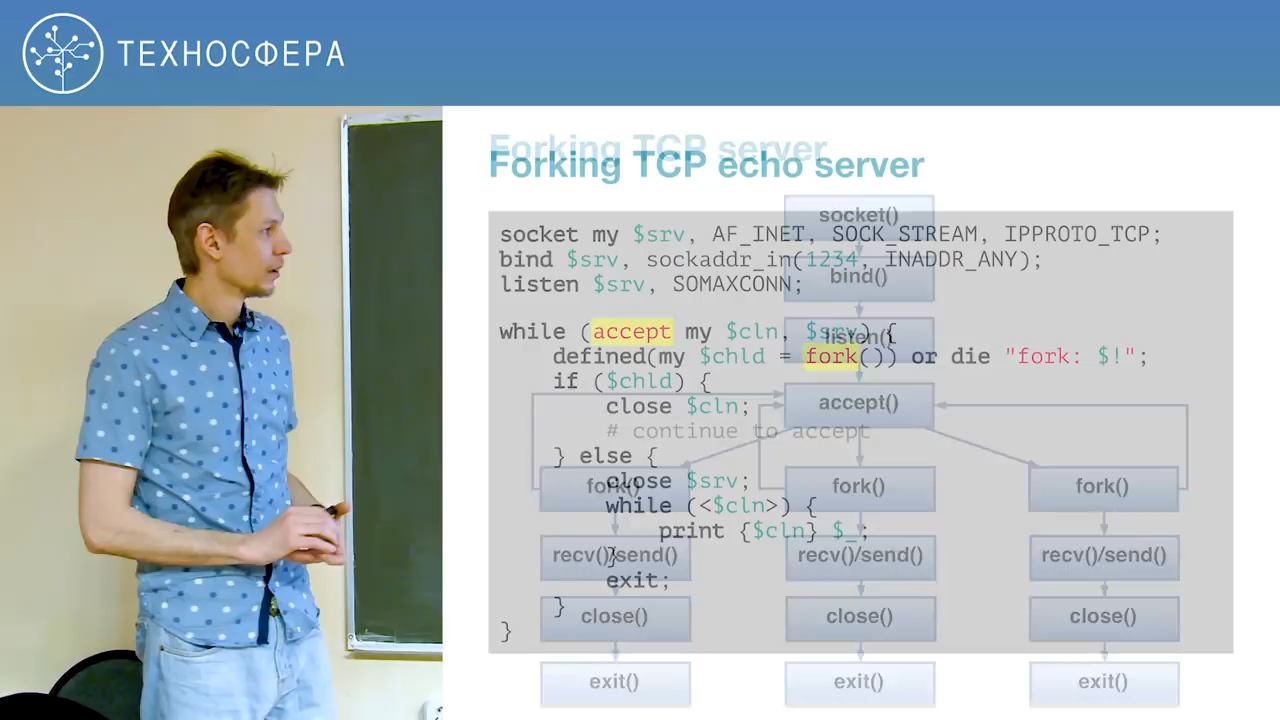 ТЕХНОСФЕРА
Forking TCP server
Forking TCP echo server
socket my $srv, AF_INET, SOCK_STREAM, IPPROTO_TCP;
bind $srv, sockaddr_in(1234, INADDR_ANY);
listen $srv, SOMAXCONN;
while (accept my $cln, $srv) {
defined(my $chld = fork()) or die "fork: $!";
if ($chld) {
close $cln;
# continue to accept
} else {
close $srv;
while (<$cln>) {
print {$cln} $_;
}
exit;
}
}
socket()
bind()
listen()
accept()
fork() fork() fork()
recv()/send() recv()/send() recv()/send()
close() close() close()
exit() exit() exit()